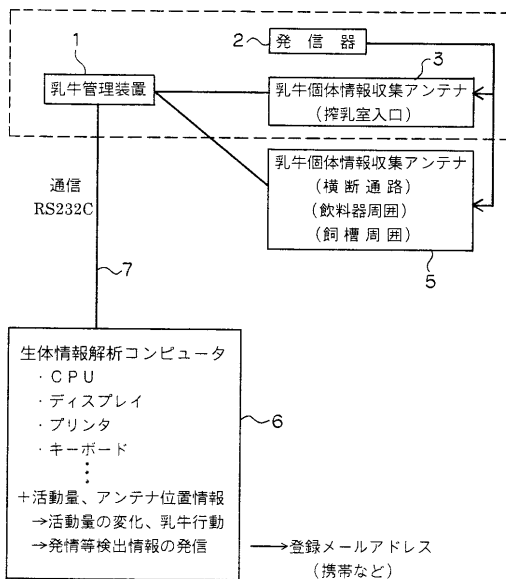 1
2
発信器
3
乳牛管理装置
乳牛個体情報収集アンテナ
(搾乳室入口)
乳牛個体情報収集アンテナ
(横断通路)
(飲料器周囲)
(飼槽周囲)
5
通信
RS232C
7
生体情報解析コンピュータ
・CPU
・ディスプレイ
・プリンタ
・キーボード
+活動量、アンテナ位置情報
→活動量の変化、乳牛行動
→発情等検出情報の発信
6
→登録メールアドレス
(携帯など)